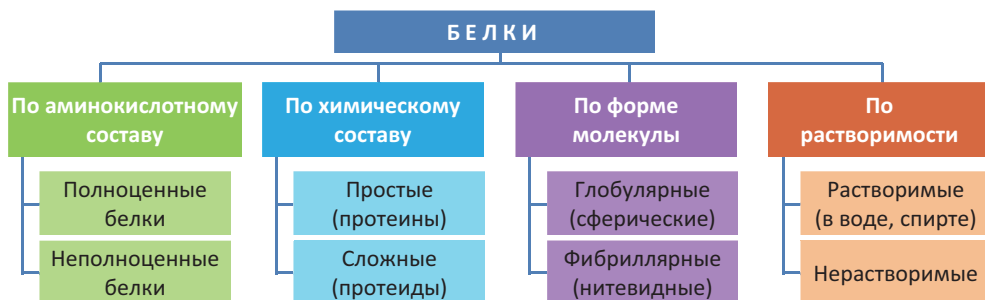 БЕЛКИ
По аминокислотному
составу
Полноценные
белки
Неполноценные
белки
По химическому
составу
Простые
(протеины)
Сложные
(протеиды)
По форме
молекулы
Глобулярные
(сферические)
Фибриллярные
(нитевидные)
По
растворимости
Растворимые
(в воде, спирте)
Нерастворимые